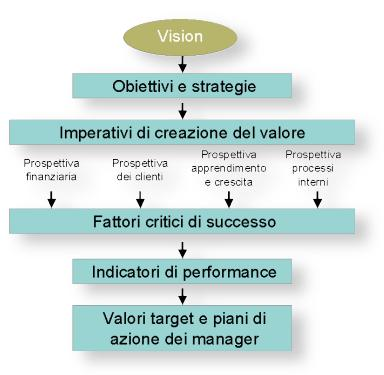 Vision
Obiettivi e strategie
Imperativi di creazione del valore
Prospettiva
finanziaria
Prospettiva
dei clienti
Prospettiva
apprendimento
e crescita
Prospettiva
processi
interni
Fattori critici di successo
Indicatori di performance
Valori target e piani di
azione dei manager